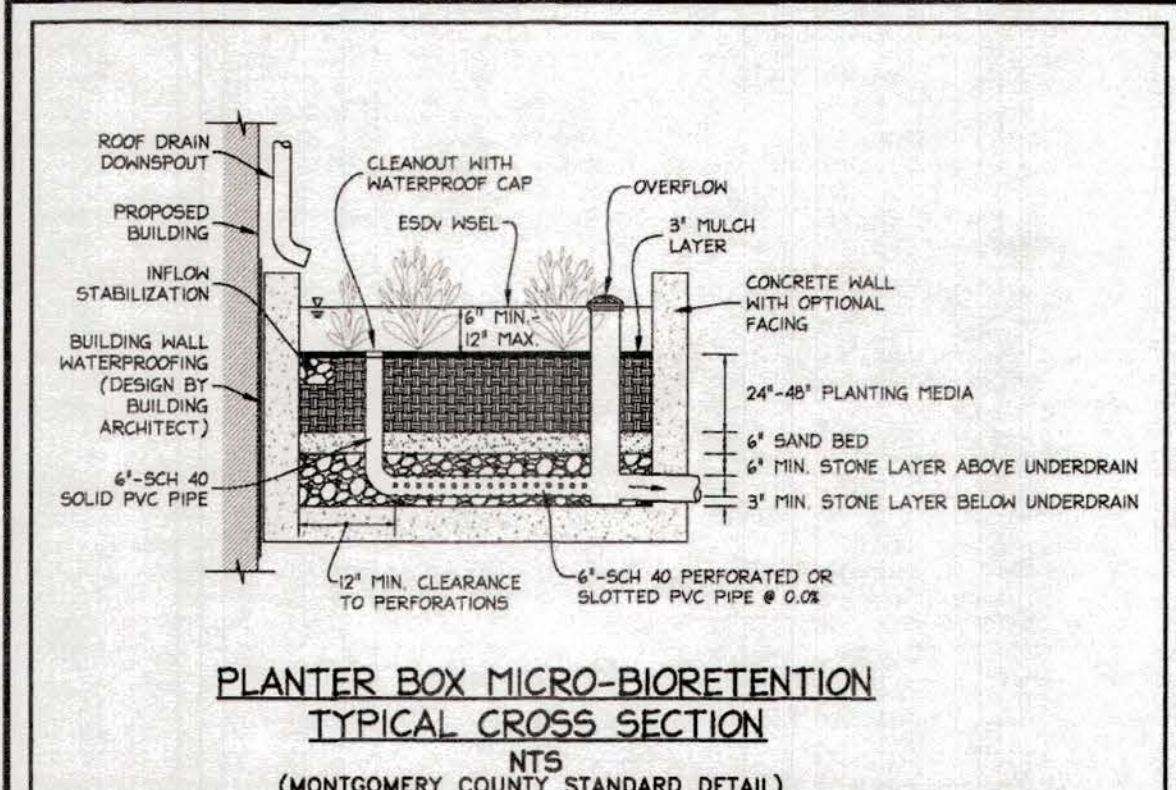 ROOF DRAIN
DOWNSPOUT
PROPOSED
BUILDING
INFLOW
STABILIZATION
BUILDING WALL
WATERPROOFING
(DESIGN BY
BUILDING
ARCHITECT)
6"-SCH 40
SOLID PVC PIPE
CLEANOUT WITH
WATERPROOF CAP
ESDv WSEL
OVERFLOW
3" MULCH
LAYER
CONCRETE WALL
WITH OPTIONAL
FACING
6" MIN.-
12" MAX.
24"-48" PLANTING MEDIA
6" SAND BED
6" MIN. STONE LAYER ABOVE UNDERDRAIN
3" MIN. STONE LAYER BELOW UNDERDRAIN
12" MIN. CLEARANCE
TO PERFORATIONS
6"-SCH 40 PERFORATED OR
SLOTTED PVC PIPE @ 0.0%
PLANTER BOX MICRO-BIORETENTION
TYPICAL CROSS SECTION
NTS
(MONTGOMERY COUNTY STANDARD DETAIL)